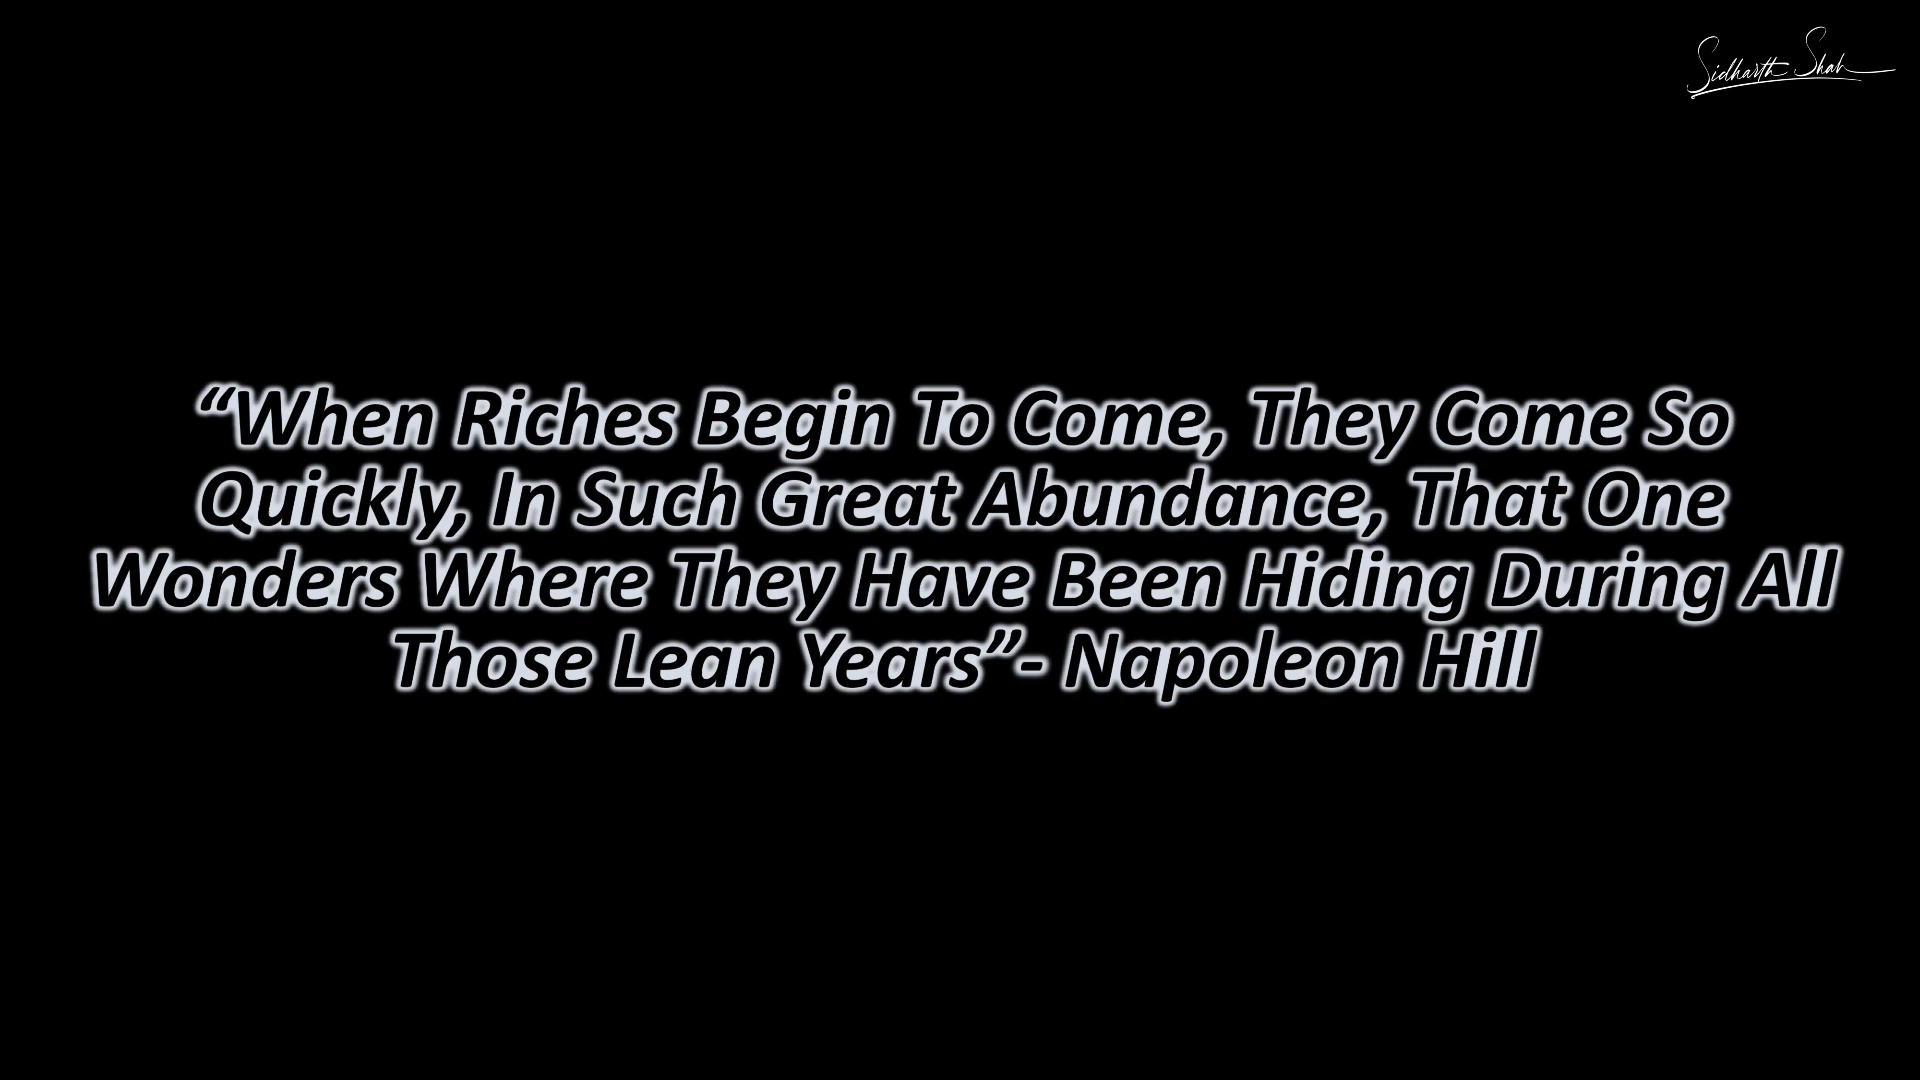 Sidharth Shah
“When Riches Begin To Come, They Come So
Quickly, In Such Great Abundance, That One
Wonders Where They Have Been Hiding During All
Those Lean Years”- Napoleon Hill